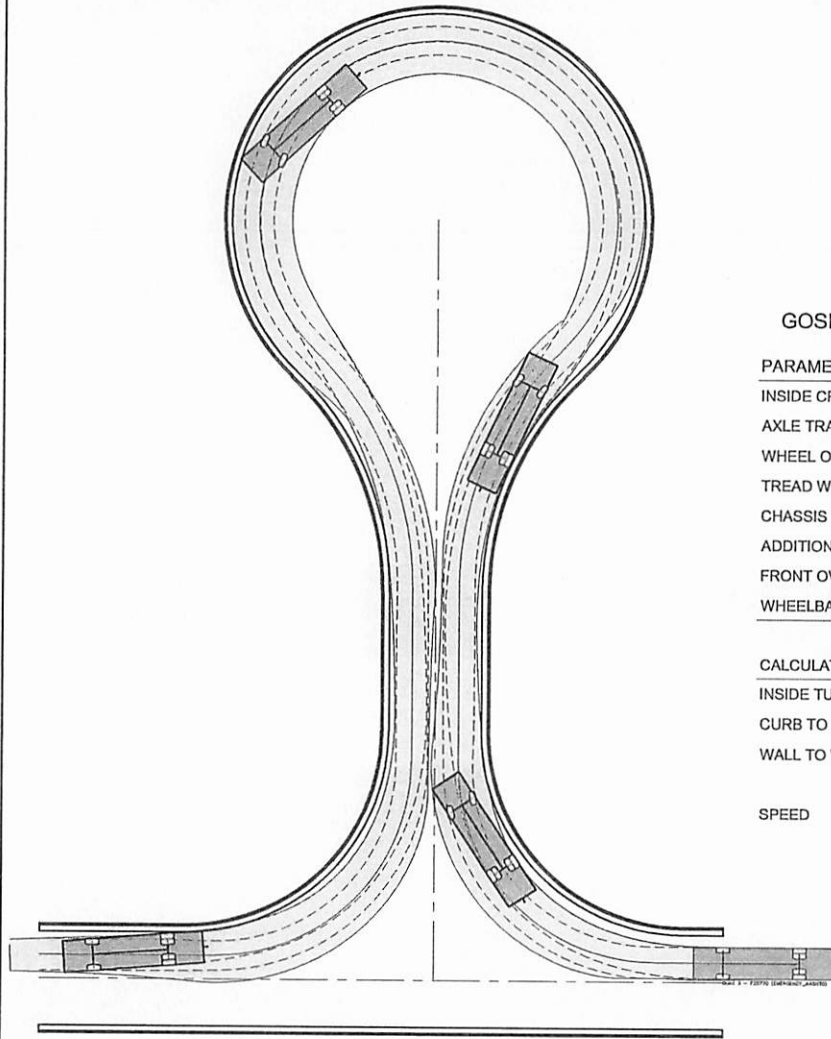 GOSI
PARAME
INSIDE CR
AXLE TRA
WHEEL O
TREAD W
CHASSIS
ADDITION
FRONT OV
WHEELBA
CALCULAT
INSIDE TU
CURB TO
WALL TO
SPEED